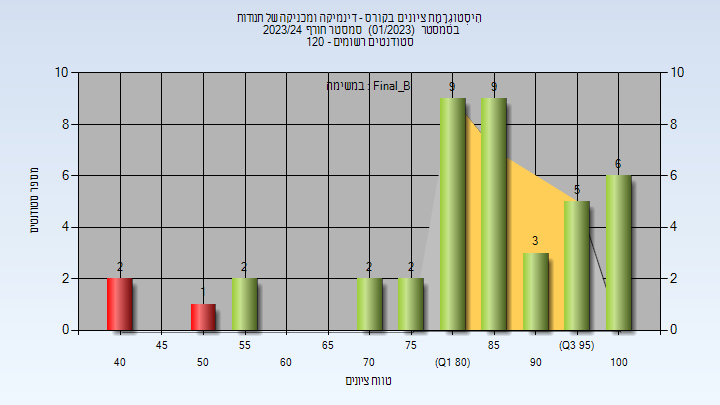 הִיסְטוֹגְרָמַת ציונים בקורס - דינמיקה ומכניקה של תנודות
בסמסטר (01/2023) סמסטר חורף 2023/24
סטודנטים רשומים - 120
במשימה : Final_B
מספר סטודנטים
10 10
8 8
6 6
4 4
2 2
0 0
2 1 2 2 2 9 9 3 5 6
45 55 65 75 85 (Q3 95)
40 50 60 70 (Q1 80) 90 100
טווח ציונים